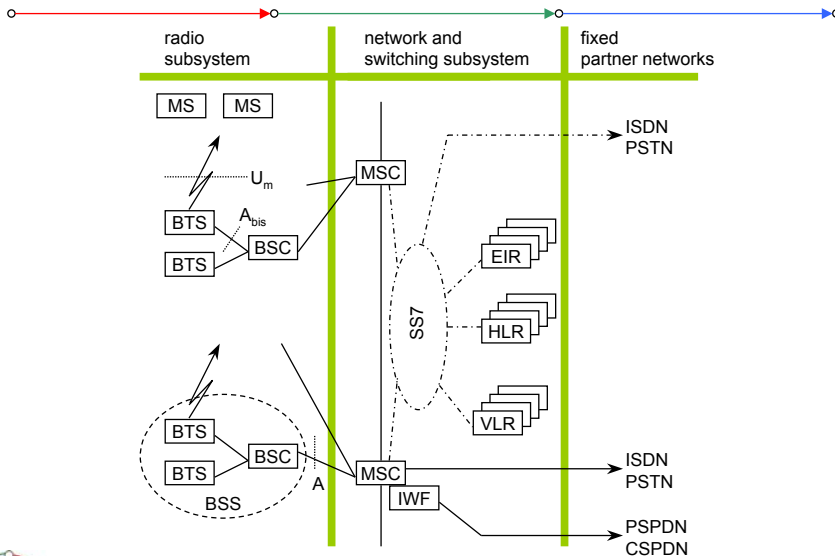 radio
subsystem
network and
switching subsystem
fixed
partner networks
MS
MS
ISDN
PSTN
MSC
Um
BTS
Abis
BSC
BTS
EIR
SS7
HLR
VLR
BTS
BSC
BTS
BSS
A
MSC
IWF
ISDN
PSTN
PSPDN
CSPDN